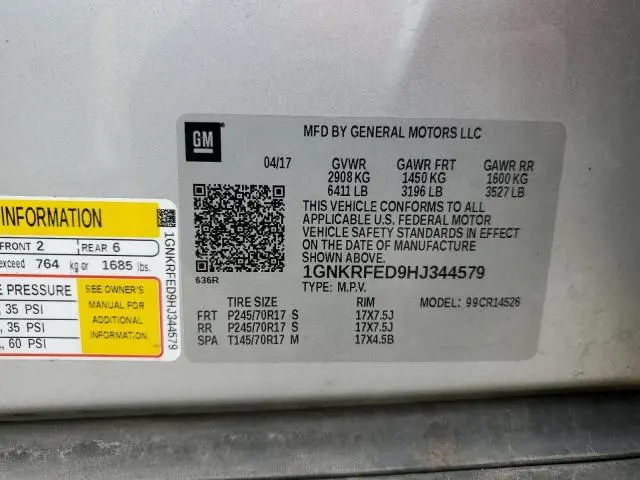 GM
MFD BY GENERAL MOTORS LLC
04/17 GVWR GAWR FRT GAWR RR
2908 KG 1450 KG 1600 KG
6411 LB 3196 LB 3527 LB
THIS VEHICLE CONFORMS TO ALL
APPLICABLE U.S. FEDERAL MOTOR
VEHICLE SAFETY STANDARDS IN EFFECT
ON THE DATE OF MANUFACTURE
SHOWN ABOVE.
636R
1GNKRFED9HJ344579
TYPE: M.P.V.
TIRE SIZE RIM MODEL: 99CR14526
FRT P245/70R17 S 17X7.5J
RR P245/70R17 S 17X7.5J
SPA T145/70R17 M 17X4.5B
INFORMATION
FRONT 2 REAR 6
exceed 764 kg or 1685 lbs.
PRESSURE
35 PSI
35 PSI
60 PSI
SEE OWNER'S
MANUAL FOR
ADDITIONAL
INFORMATION
1GNKRFED9HJ344579